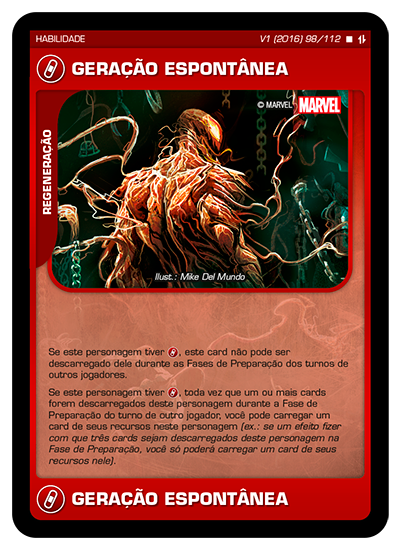 HABILIDADE
V1 (2016) 98/112
GERAÇÃO ESPONTÂNEA
© MARVEL MARVEL
REGENERAÇÃO
Illust.: Mike Del Mundo
Se este personagem tiver , este card não pode ser
descarregado dele durante as Fases de Preparação dos turnos de
outros jogadores.
Se este personagem tiver , toda vez que um ou mais cards
forem descarregados deste personagem durante a Fase de
Preparação do turno de outro jogador, você pode carregar um
card de seus recursos neste personagem (ex.: se um efeito fizer
com que três cards sejam descarregados deste personagem na
Fase de Preparação, você só poderá carregar um card de seus
recursos nele).
GERAÇÃO ESPONTÂNEA